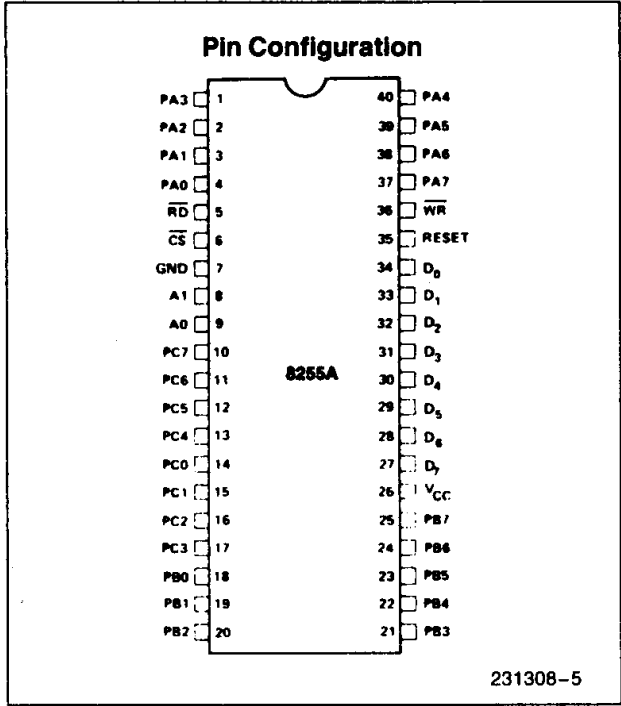 Pin Configuration
PA3 1 40 PA4
PA2 2 39 PA5
PA1 3 38 PA6
PA0 4 37 PA7
R̅D̅ 5 36 W̅R̅
C̅S̅ 6 35 RESET
GND 7 34 D₀
A1 8 33 D₁
A0 9 32 D₂
PC7 10 31 D₃
PC6 11 8255A 30 D₄
PC5 12 29 D₅
PC4 13 28 D₆
PC0 14 27 D₇
PC1 15 26 V_CC
PC2 16 25 PB7
PC3 17 24 PB6
PB0 18 23 PB5
PB1 19 22 PB4
PB2 20 21 PB3
231308–5